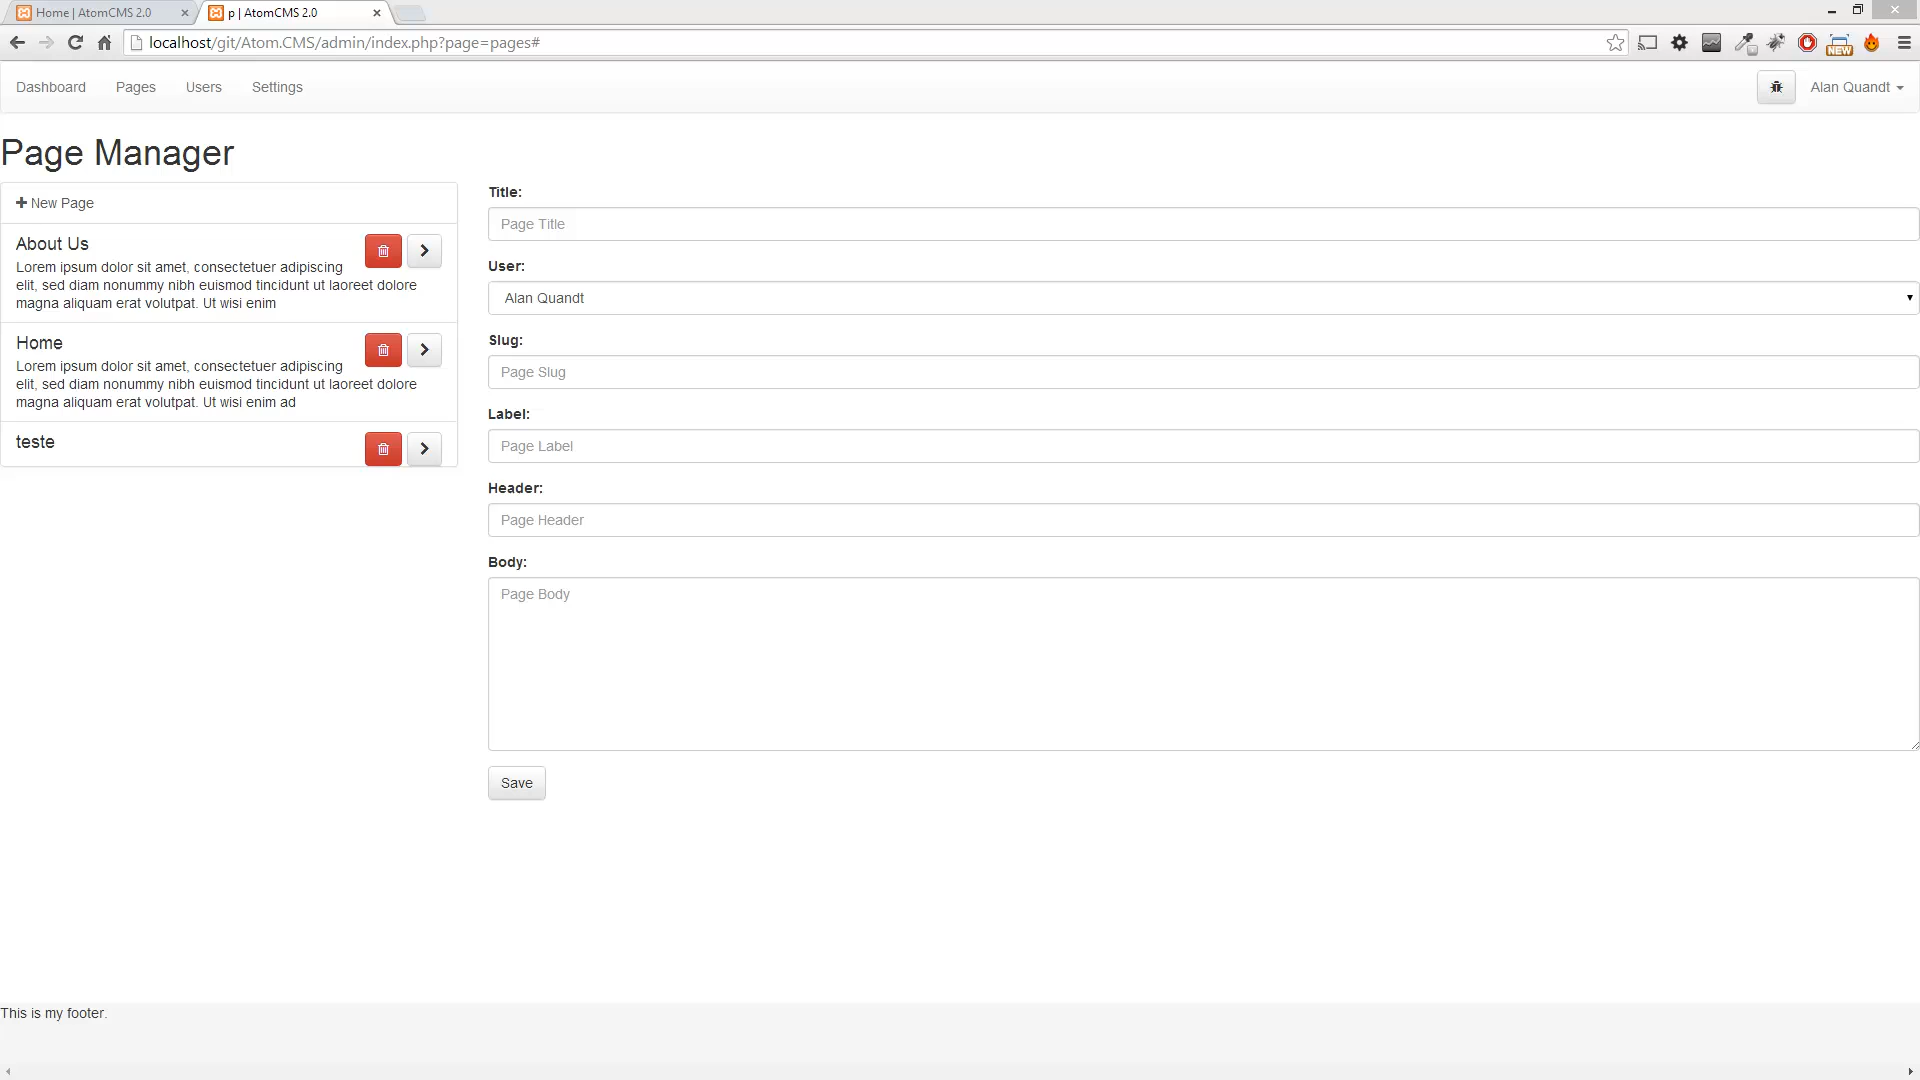 Home | AtomCMS 2.0
p | AtomCMS 2.0
localhost/git/Atom.CMS/admin/index.php?page=pages#
NEW
Dashboard Pages Users Settings
Alan Quandt
Page Manager
New Page
About Us
Lorem ipsum dolor sit amet, consectetuer adipiscing
elit, sed diam nonummy nibh euismod tincidunt ut laoreet dolore
magna aliquam erat volutpat. Ut wisi enim
Home
Lorem ipsum dolor sit amet, consectetuer adipiscing
elit, sed diam nonummy nibh euismod tincidunt ut laoreet dolore
magna aliquam erat volutpat. Ut wisi enim ad
teste
Title:
Page Title
User:
Alan Quandt
Slug:
Page Slug
Label:
Page Label
Header:
Page Header
Body:
Page Body
Save
This is my footer.